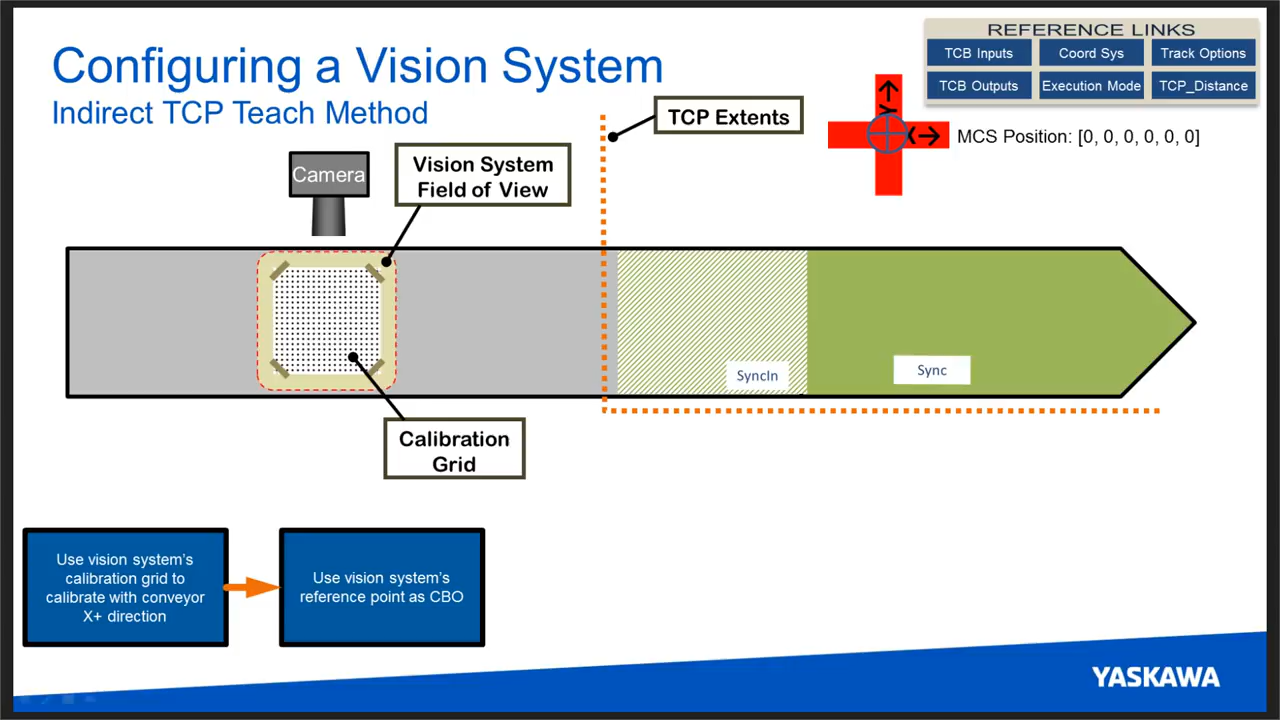 Configuring a Vision System
Indirect TCP Teach Method
REFERENCE LINKS
TCB Inputs
Coord Sys
Track Options
TCB Outputs
Execution Mode
TCP_Distance
Y
X
MCS Position: [0, 0, 0, 0, 0, 0]
TCP Extents
Camera
Vision System
Field of View
SyncIn
Sync
Calibration
Grid
Use vision system's
calibration grid to
calibrate with conveyor
X+ direction
Use vision system's
reference point as CBO
YASKAWA